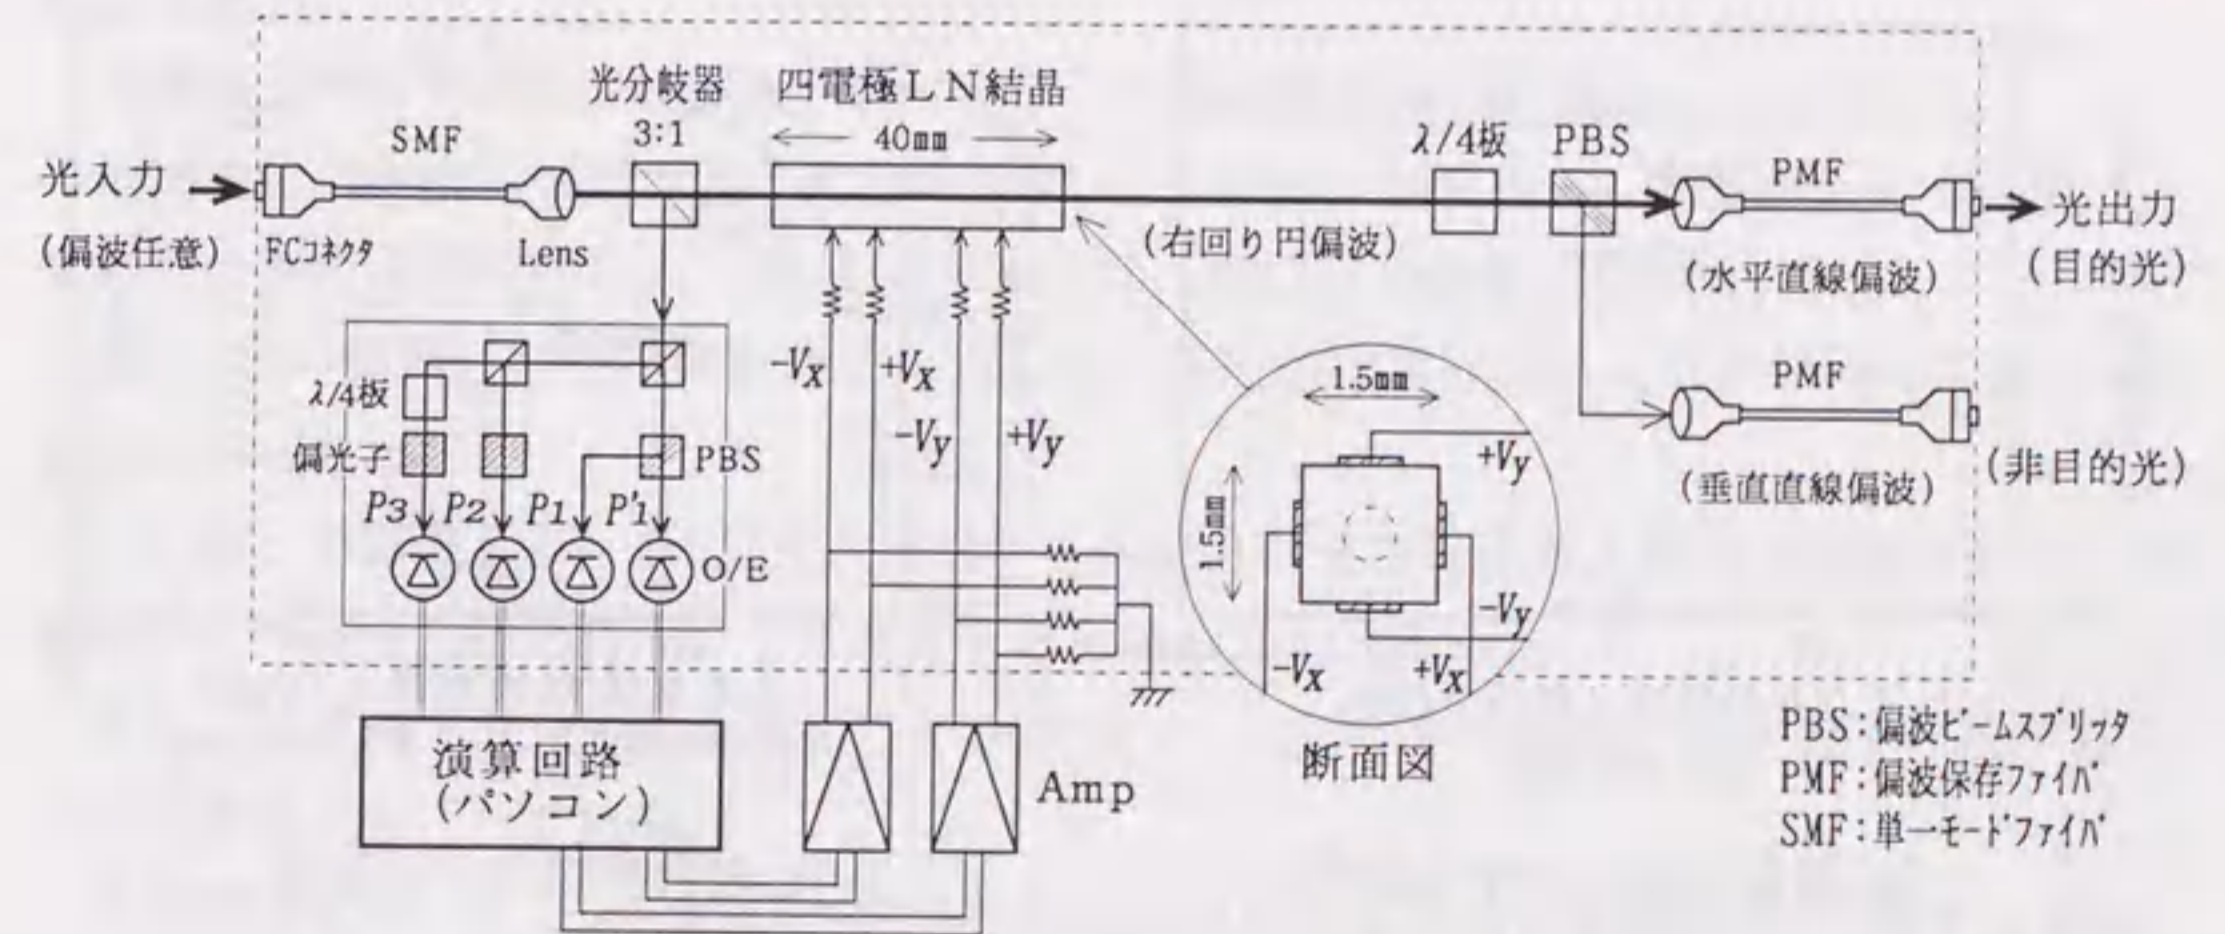 光分岐器
3:1
四電極LN結晶
40mm
SMF
λ/4板
PBS
PMF
光入力
(偏波任意)
FCコネクタ
Lens
(右回り円偏波)
(水平直線偏波)
光出力
(目的光)
-Vx
+Vx
-Vy
+Vy
λ/4板
偏光子
PBS
P3
P2
P1
P'1
O/E
1.5mm
1.5mm
+Vy
-Vy
-Vx
+Vx
断面図
PMF
(垂直直線偏波)
(非目的光)
演算回路
(パソコン)
Amp
PBS:偏波ビームスプリッタ
PMF:偏波保存ファイバ
SMF:単一モードファイバ